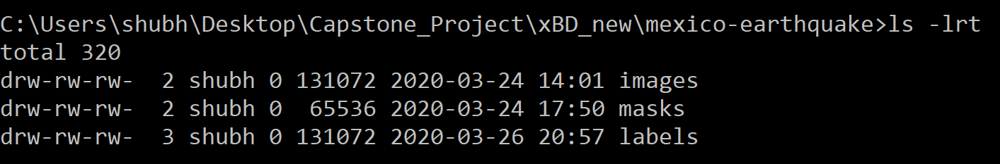 C:\Users\shubh\Desktop\Capstone_Project\xBD_new\mexico-earthquake>ls -lrt
total 320
drw-rw-rw-  2 shubh 0 131072 2020-03-24 14:01 images
drw-rw-rw-  2 shubh 0  65536 2020-03-24 17:50 masks
drw-rw-rw-  3 shubh 0 131072 2020-03-26 20:57 labels